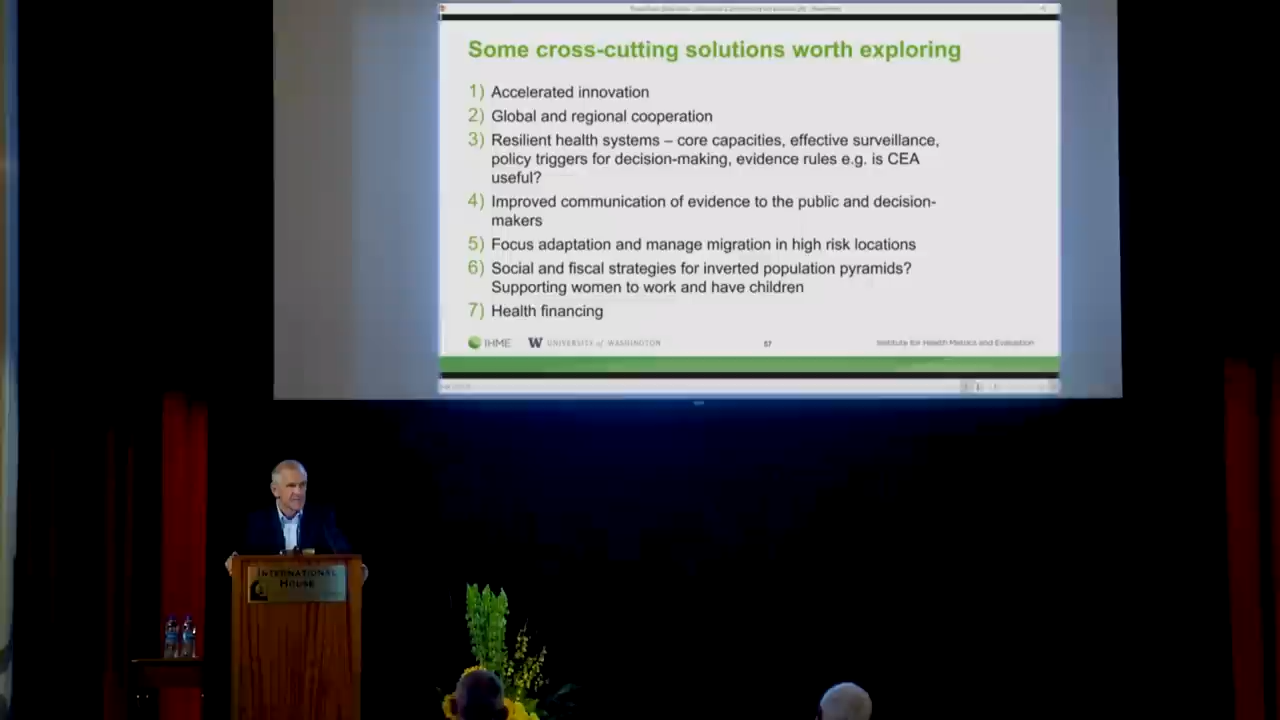 Some cross-cutting solutions worth exploring
1) Accelerated innovation
2) Global and regional cooperation
3) Resilient health systems – core capacities, effective surveillance,
policy triggers for decision-making, evidence rules e.g. is CEA
useful?
4) Improved communication of evidence to the public and decision-
makers
5) Focus adaptation and manage migration in high risk locations
6) Social and fiscal strategies for inverted population pyramids?
Supporting women to work and have children
7) Health financing
IHME W UNIVERSITY of WASHINGTON 57 Institute for Health Metrics and Evaluation
INTERNATIONAL
HOUSE